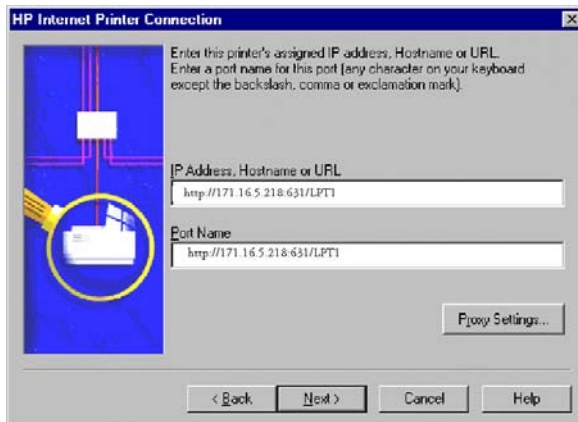 HP Internet Printer Connection
Enter this printer's assigned IP address, Hostname or URL.
Enter a port name for this port (any character on your keyboard
except the backslash, comma or exclamation mark).
IP Address, Hostname or URL
http://171.16.5.218:631/LPT1
Port Name
http://171.16.5.218:631/LPT1
Proxy Settings...
< Back
Next >
Cancel
Help